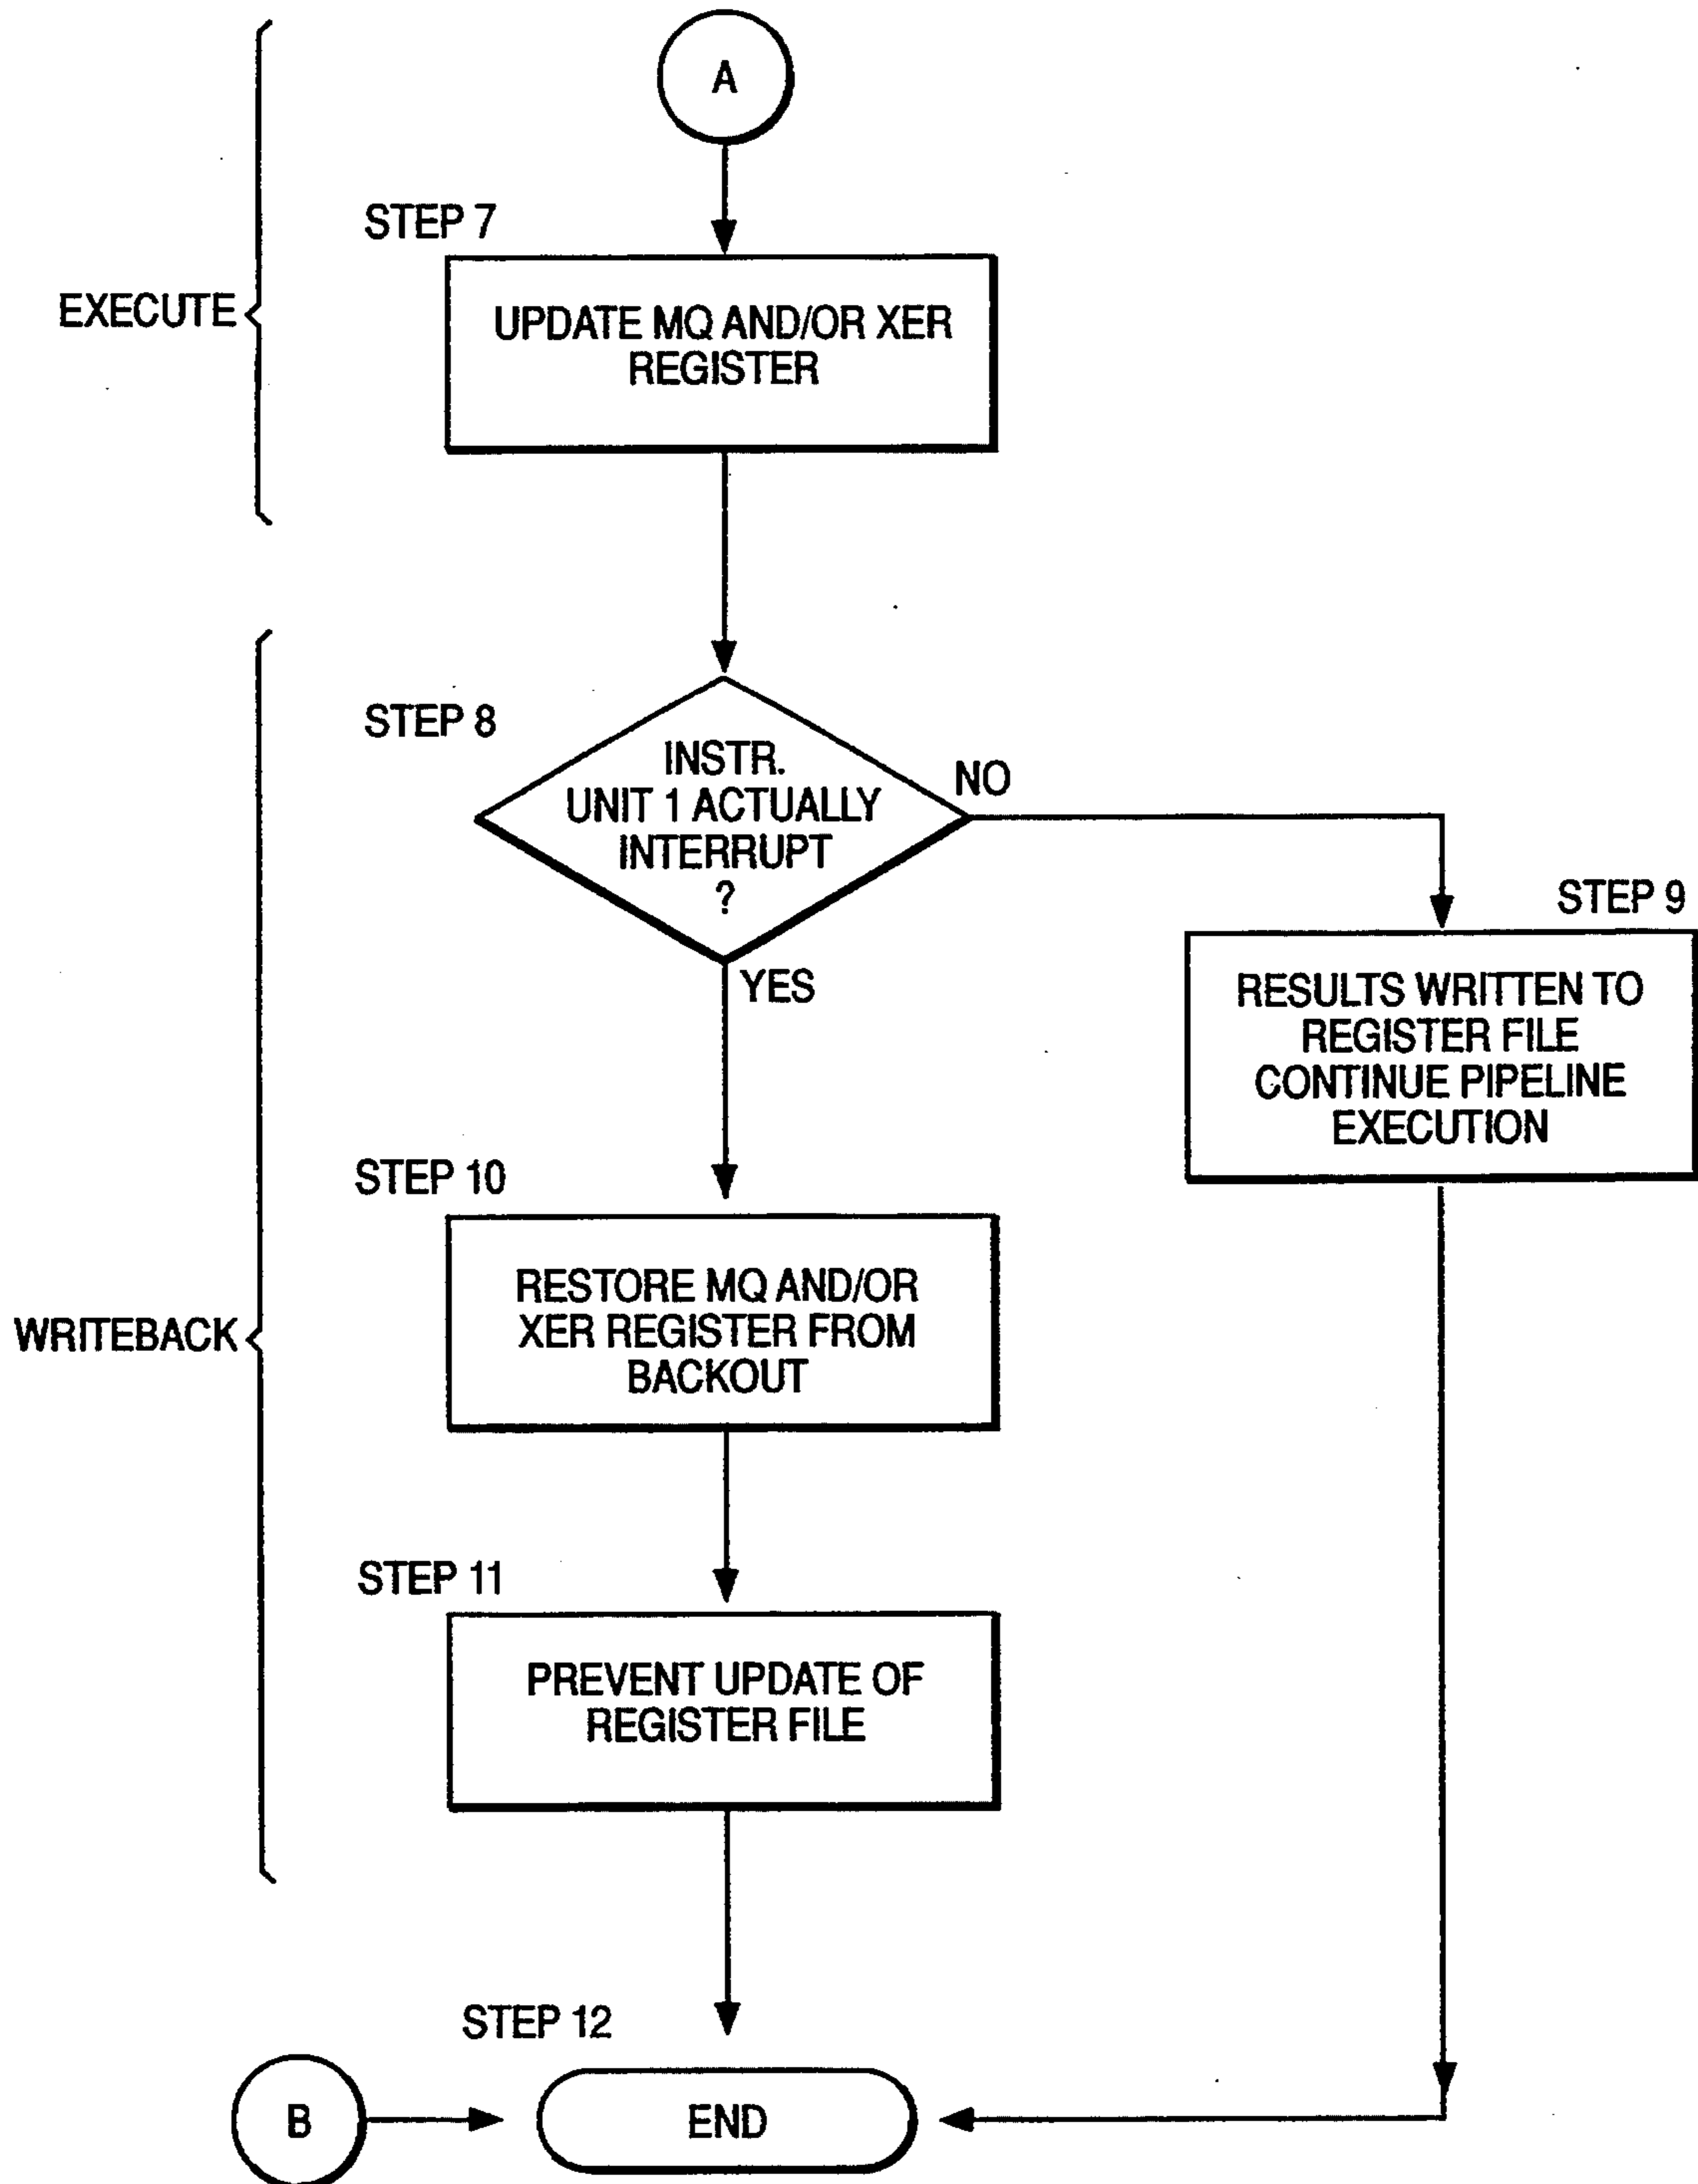 A
STEP 7
EXECUTE
UPDATE MQ AND/OR XER
REGISTER
STEP 8
INSTR.
UNIT 1 ACTUALLY
INTERRUPT
?
NO
YES
STEP 9
RESULTS WRITTEN TO
REGISTER FILE
CONTINUE PIPELINE
EXECUTION
STEP 10
WRITEBACK
RESTORE MQ AND/OR
XER REGISTER FROM
BACKOUT
STEP 11
PREVENT UPDATE OF
REGISTER FILE
STEP 12
B
END